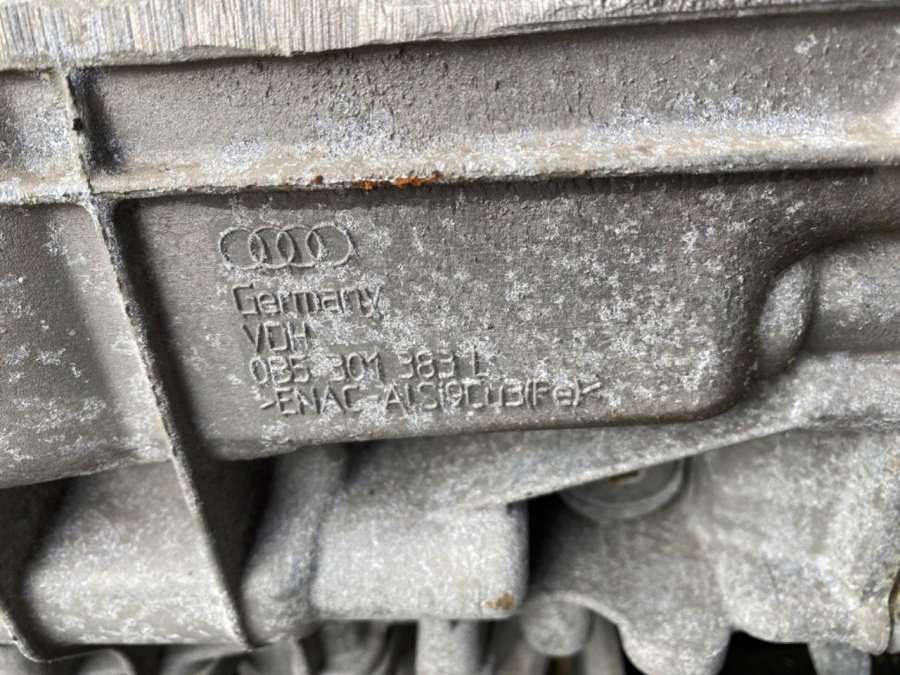 Germany
VDH
0B5 301 383 L
>ENAC-AlSi9Cu3(Fe)<